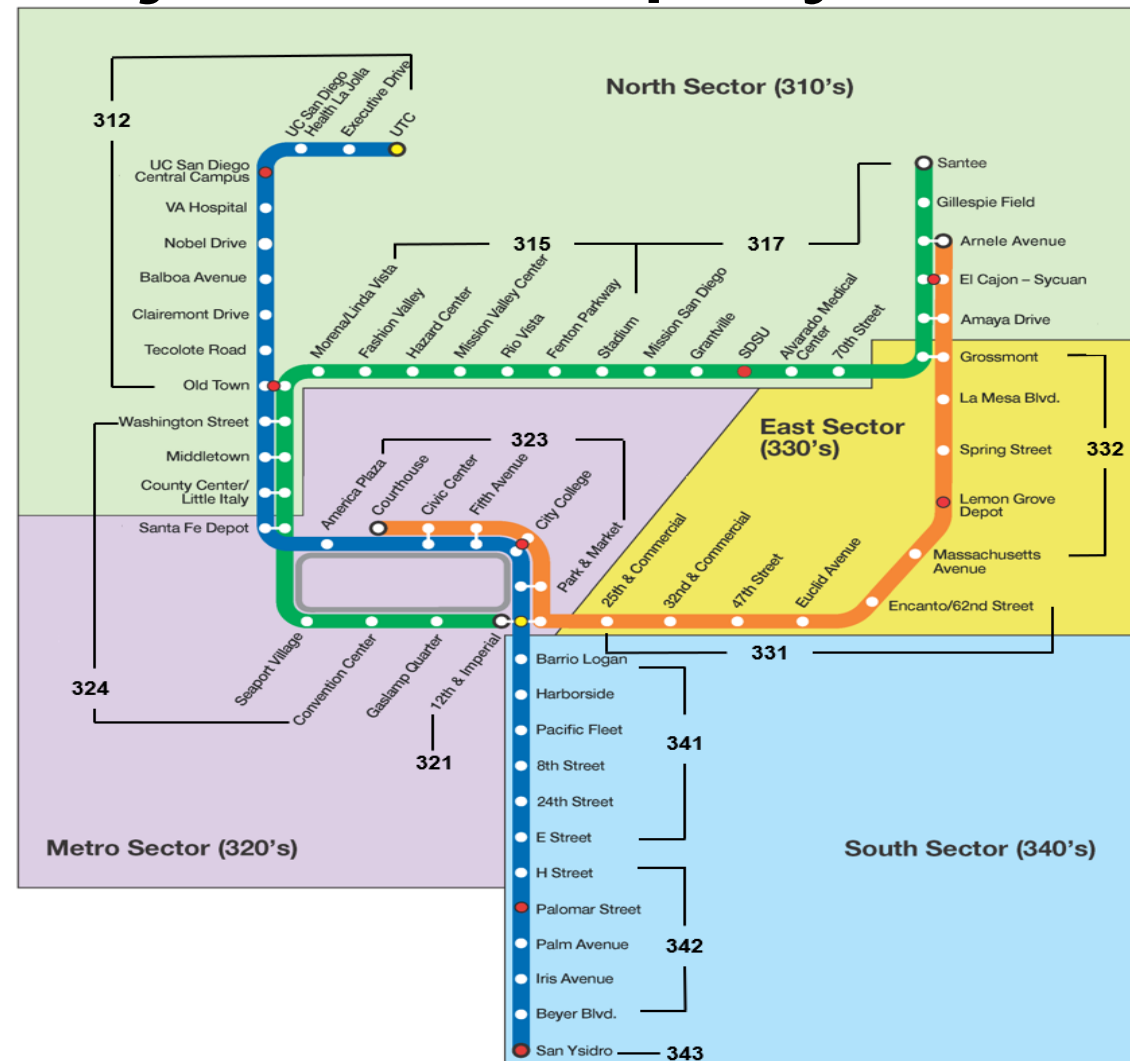 North Sector (310's)
312
UC San Diego
Health La Jolla
Executive Drive
UTC
UC San Diego
Central Campus
VA Hospital
Nobel Drive
Balboa Avenue
Clairemont Drive
Tecolote Road
Old Town
Washington Street
Middletown
County Center/
Little Italy
Santa Fe Depot
315
317
Morena/Linda Vista
Fashion Valley
Hazard Center
Mission Valley Center
Rio Vista
Fenton Parkway
Stadium
Mission San Diego
Grantville
SDSU
Alvarado Medical
Center
70th Street
Santee
Gillespie Field
Arnele Avenue
El Cajon – Sycuan
Amaya Drive
Grossmont
La Mesa Blvd.
Spring Street
Lemon Grove
Depot
Massachusetts
Avenue
Encanto/62nd Street
332
East Sector
(330's)
323
America Plaza
Courthouse
Civic Center
Fifth Avenue
City College
Park & Market
25th & Commercial
32nd & Commercial
47th Street
Euclid Avenue
331
324
Seaport Village
Convention Center
Gaslamp Quarter
12th & Imperial
321
Metro Sector (320's)
Barrio Logan
Harborside
Pacific Fleet
8th Street
24th Street
E Street
341
H Street
Palomar Street
Palm Avenue
Iris Avenue
Beyer Blvd.
342
San Ysidro
343
South Sector (340's)